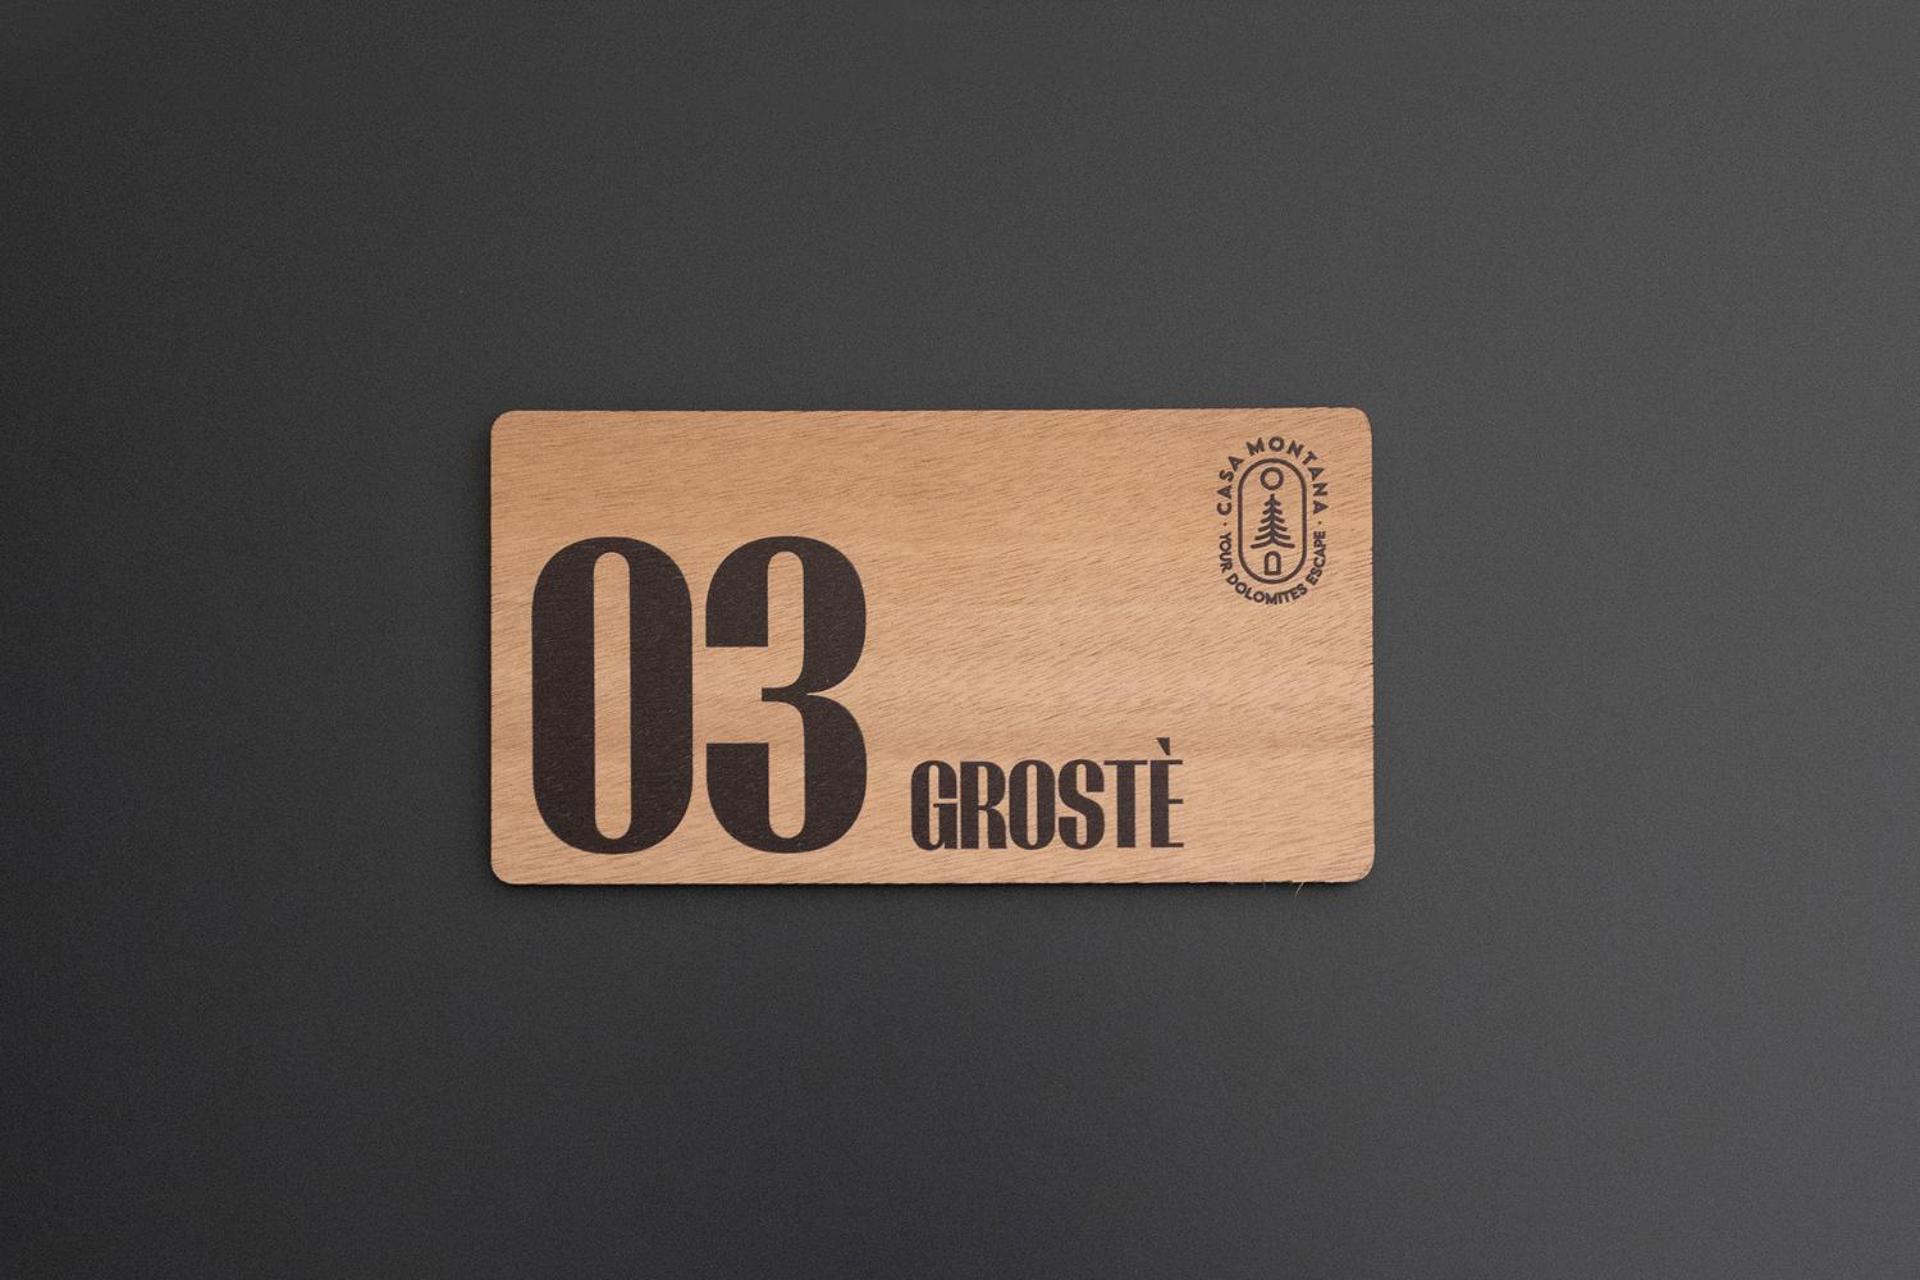 · CASA MONTANA ·
YOUR DOLOMITES ESCAPE
03
GROSTÈ